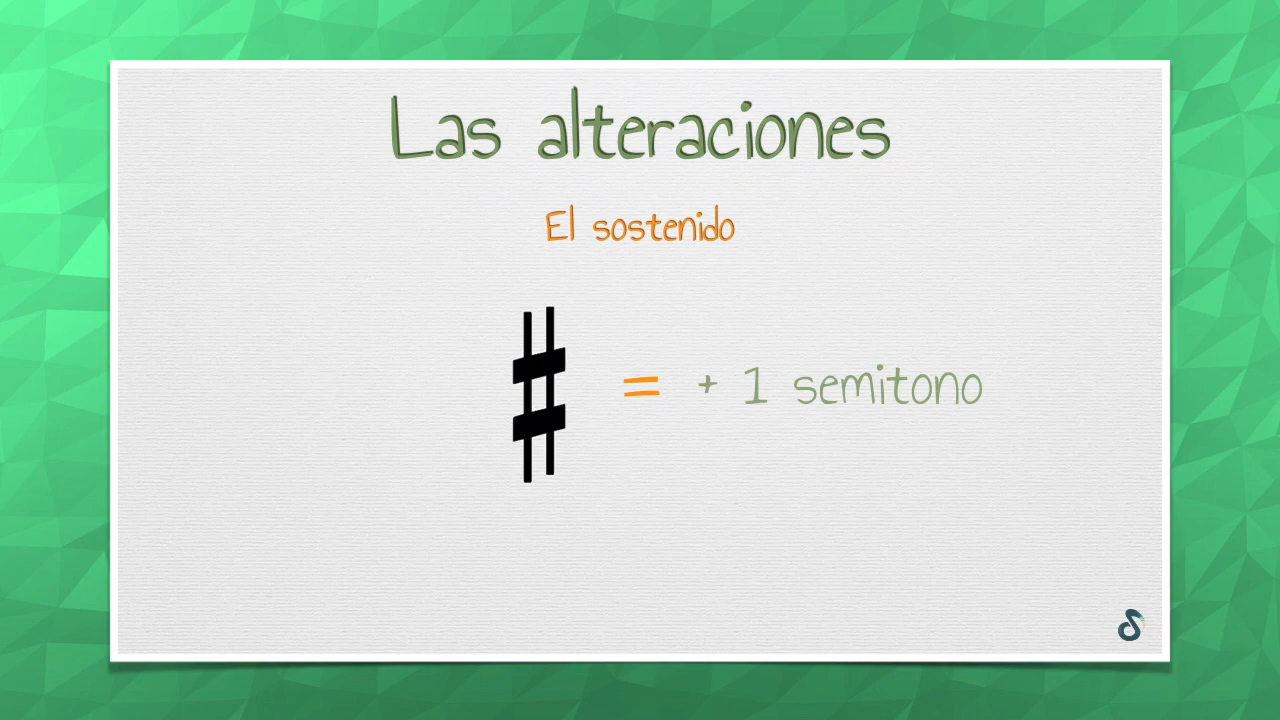 Las alteraciones
El sostenido
♯ = + 1 semitono